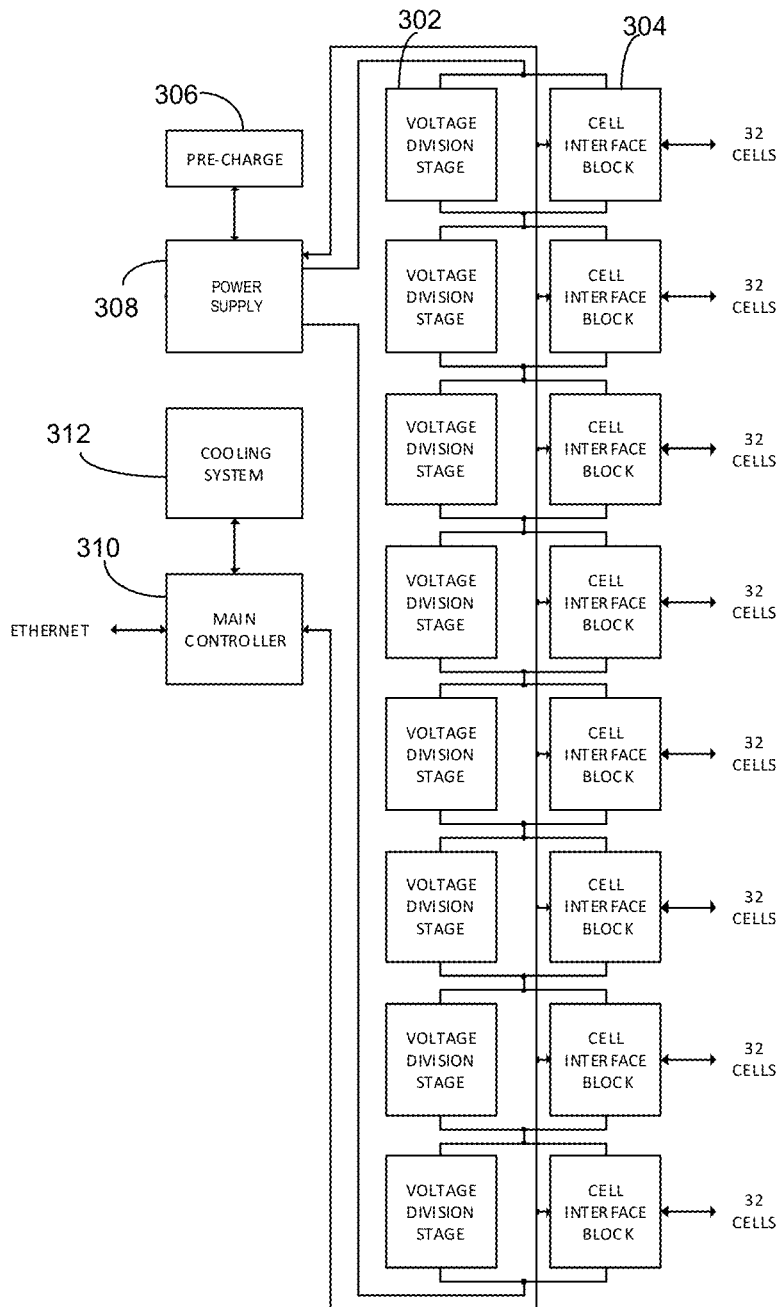 302
304
306
PRE-CHARGE
308
POWER
SUPPLY
312
COOLING
SYSTEM
310
MAIN
CONTROLLER
ETHERNET
VOLTAGE
DIVISION
STAGE
CELL
INTERFACE
BLOCK
32
CELLS
VOLTAGE
DIVISION
STAGE
CELL
INTERFACE
BLOCK
32
CELLS
VOLTAGE
DIVISION
STAGE
CELL
INTERFACE
BLOCK
32
CELLS
VOLTAGE
DIVISION
STAGE
CELL
INTERFACE
BLOCK
32
CELLS
VOLTAGE
DIVISION
STAGE
CELL
INTERFACE
BLOCK
32
CELLS
VOLTAGE
DIVISION
STAGE
CELL
INTERFACE
BLOCK
32
CELLS
VOLTAGE
DIVISION
STAGE
CELL
INTERFACE
BLOCK
32
CELLS
VOLTAGE
DIVISION
STAGE
CELL
INTERFACE
BLOCK
32
CELLS